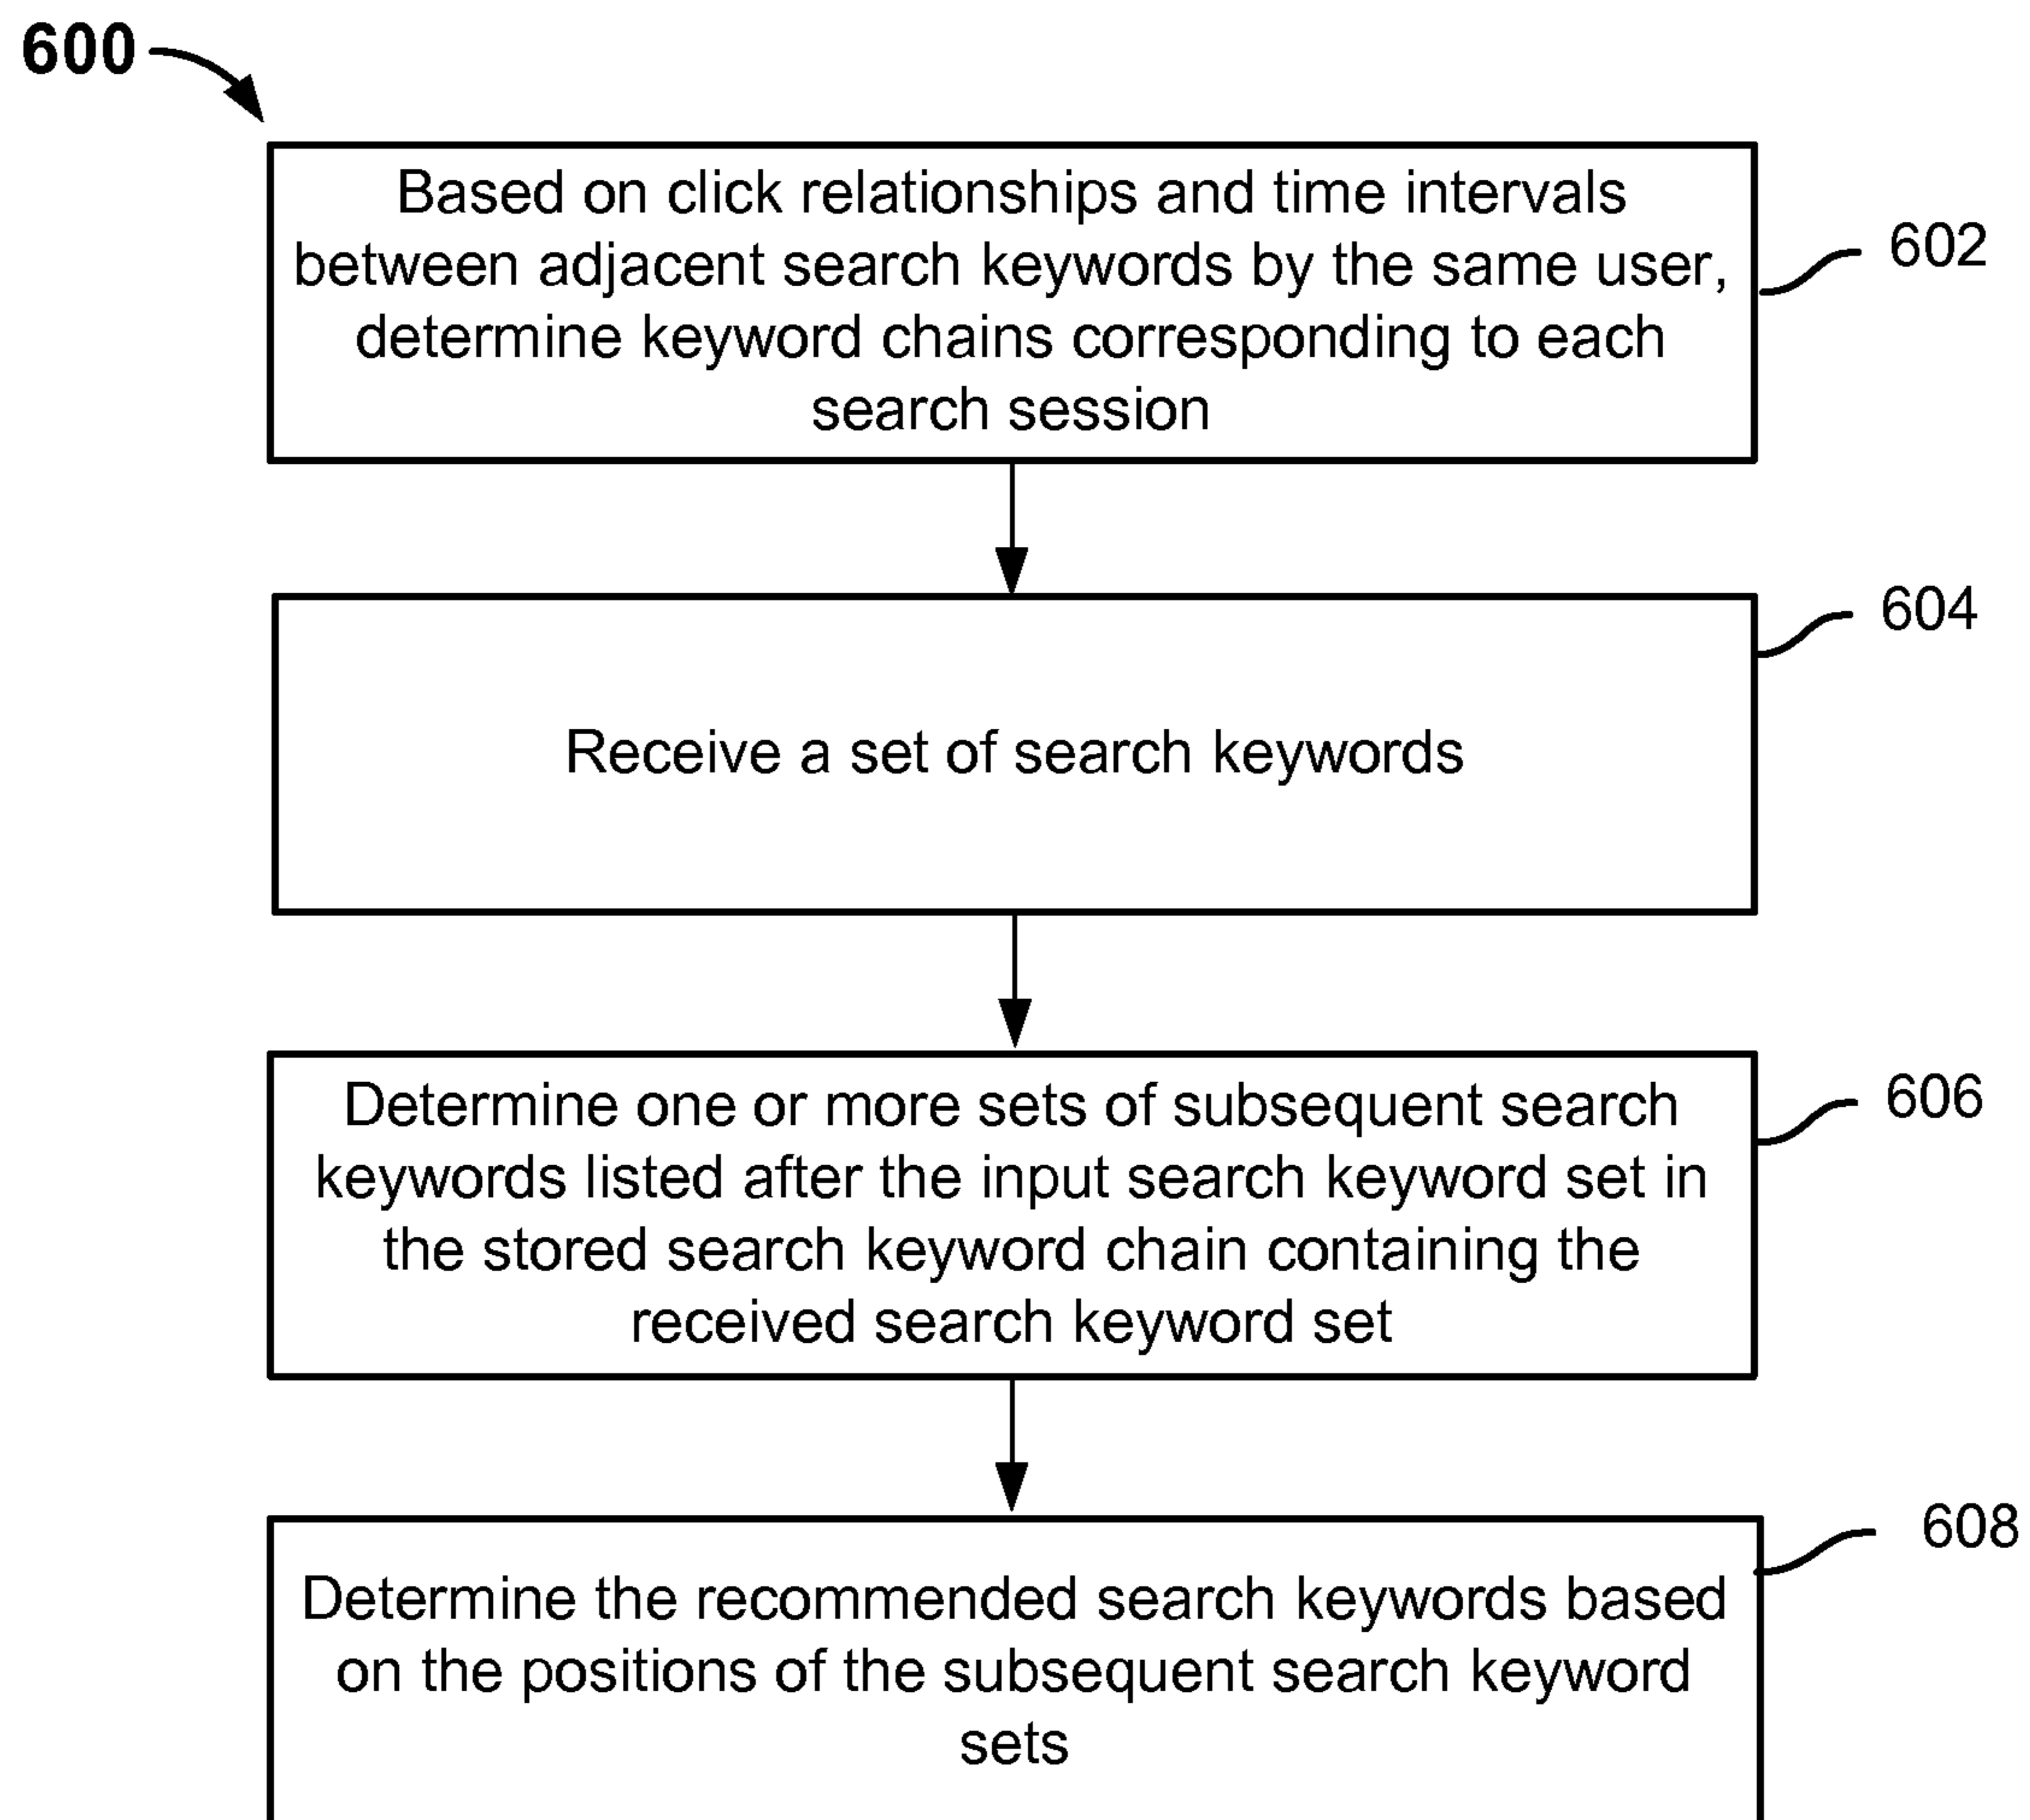 600
Based on click relationships and time intervals
between adjacent search keywords by the same user,
determine keyword chains corresponding to each
search session
602
Receive a set of search keywords
604
Determine one or more sets of subsequent search
keywords listed after the input search keyword set in
the stored search keyword chain containing the
received search keyword set
606
Determine the recommended search keywords based
on the positions of the subsequent search keyword
sets
608